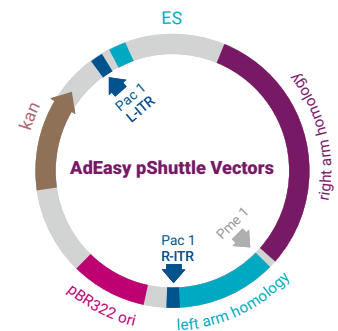 ES
Pac 1
L-ITR
kan
right arm homology
AdEasy pShuttle Vectors
Pme 1
Pac 1
R-ITR
pBR322 ori
left arm homology